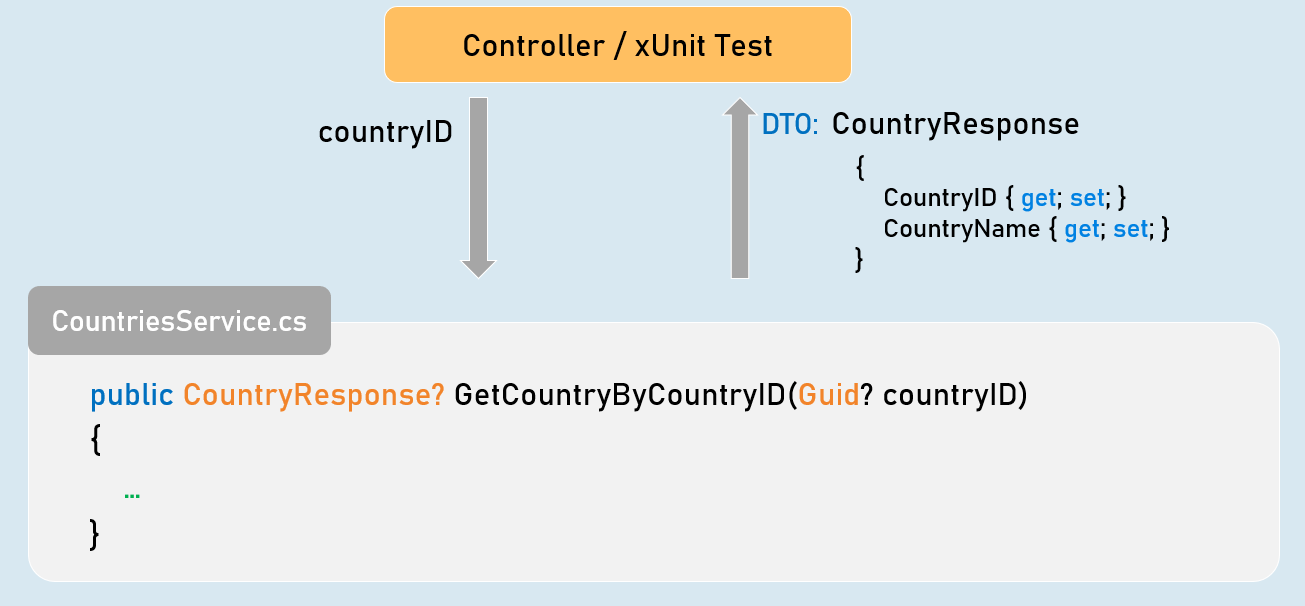 Controller / xUnit Test
countryID
DTO: CountryResponse
{
CountryID { get; set; }
CountryName { get; set; }
}
CountriesService.cs
public CountryResponse? GetCountryByCountryID(Guid? countryID)
{
...
}